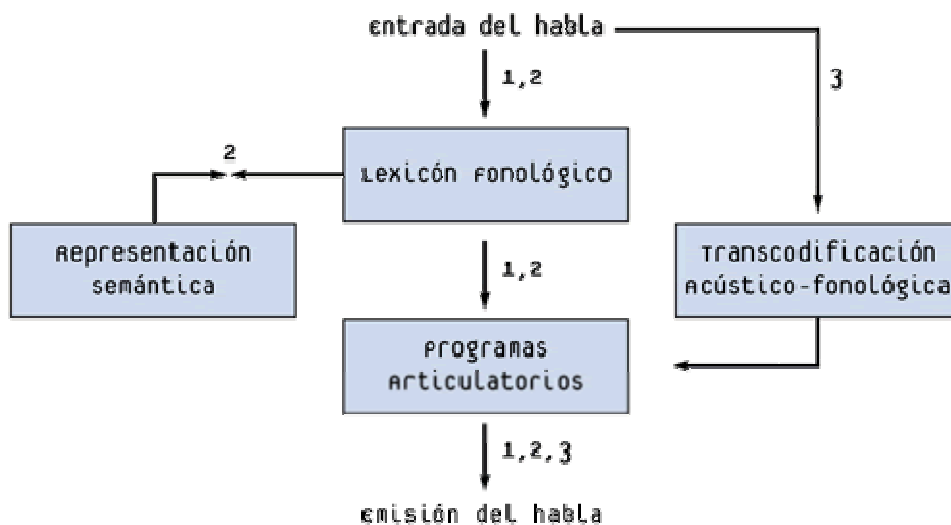 Entrada del habla
1,2
3
2
Lexicón Fonológico
Representación
Semántica
Transcodificación
Acústico-fonológica
1,2
Programas
Articulatorios
1,2,3
Emisión del habla